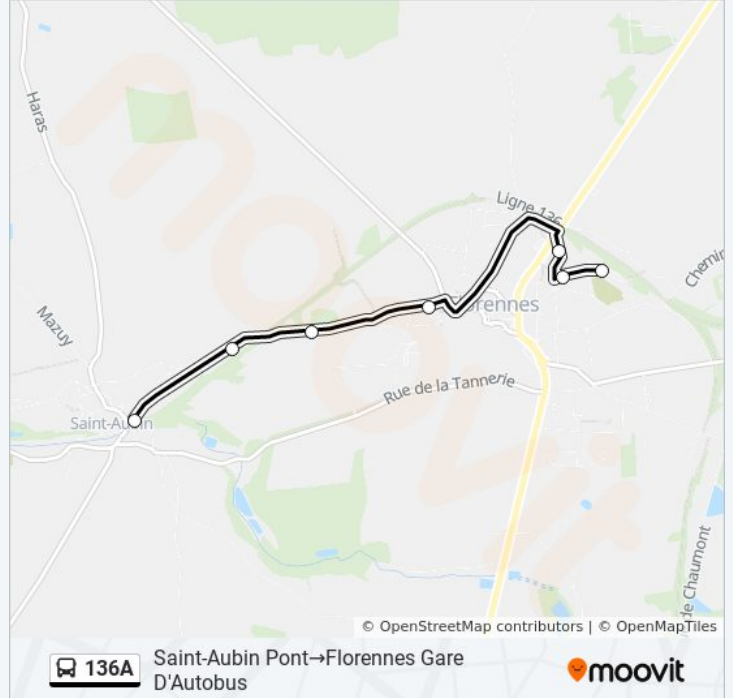 Haras
Ligne 136
Chemin
Florennes
Mazuy
Rue de la Tannerie
Saint-Aubin
de Chaumont
moovit
© OpenStreetMap contributors | © OpenMapTiles
136A
Saint-Aubin Pont→Florennes Gare
D'Autobus
moovit